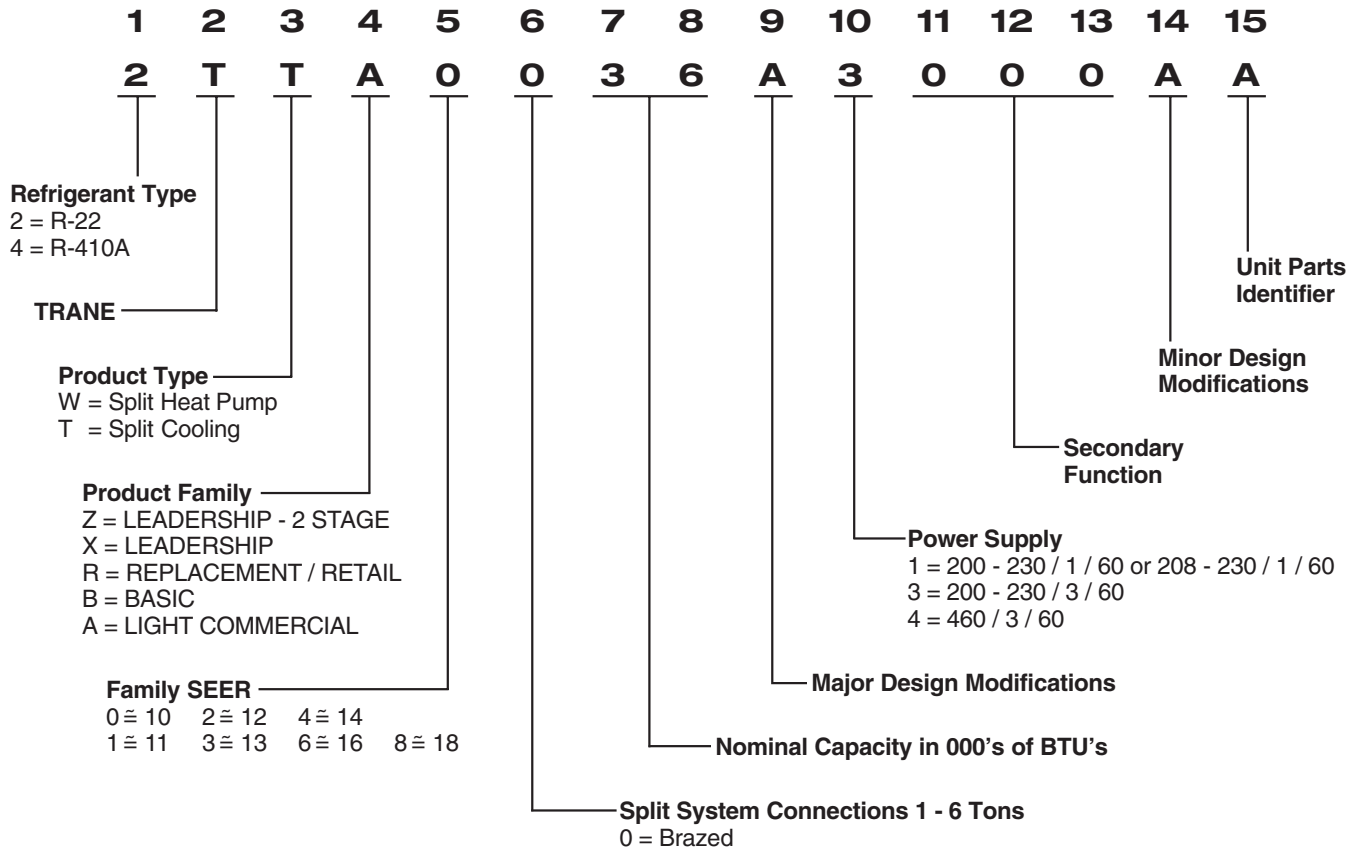 1 2 3 4 5 6 7 8 9 10 11 12 13 14 15
2 T T A 0 0 3 6 A 3 0 0 0 A A
Refrigerant Type
2 = R-22
4 = R-410A
TRANE
Product Type
W = Split Heat Pump
T = Split Cooling
Product Family
Z = LEADERSHIP - 2 STAGE
X = LEADERSHIP
R = REPLACEMENT / RETAIL
B = BASIC
A = LIGHT COMMERCIAL
Family SEER
0 ≅ 10 2 ≅ 12 4 ≅ 14
1 ≅ 11 3 ≅ 13 6 ≅ 16 8 ≅ 18
Split System Connections 1 - 6 Tons
0 = Brazed
Nominal Capacity in 000's of BTU's
Major Design Modifications
Power Supply
1 = 200 - 230 / 1 / 60 or 208 - 230 / 1 / 60
3 = 200 - 230 / 3 / 60
4 = 460 / 3 / 60
Secondary
Function
Minor Design
Modifications
Unit Parts
Identifier